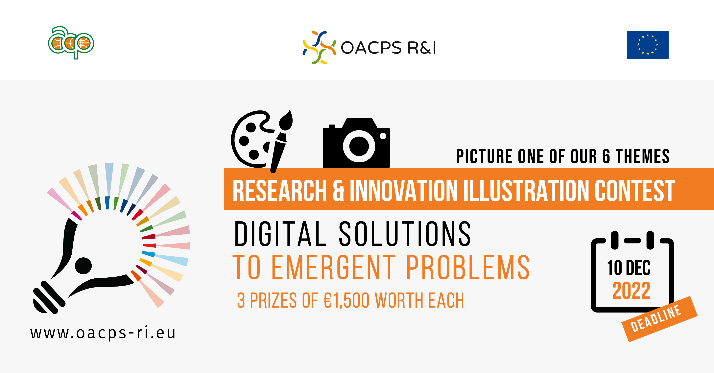 acp
OACPS R&I
PICTURE ONE OF OUR 6 THEMES
RESEARCH & INNOVATION ILLUSTRATION CONTEST
DIGITAL SOLUTIONS
TO EMERGENT PROBLEMS
3 PRIZES OF €1,500 WORTH EACH
10 DEC
2022
DEADLINE
www.oacps-ri.eu